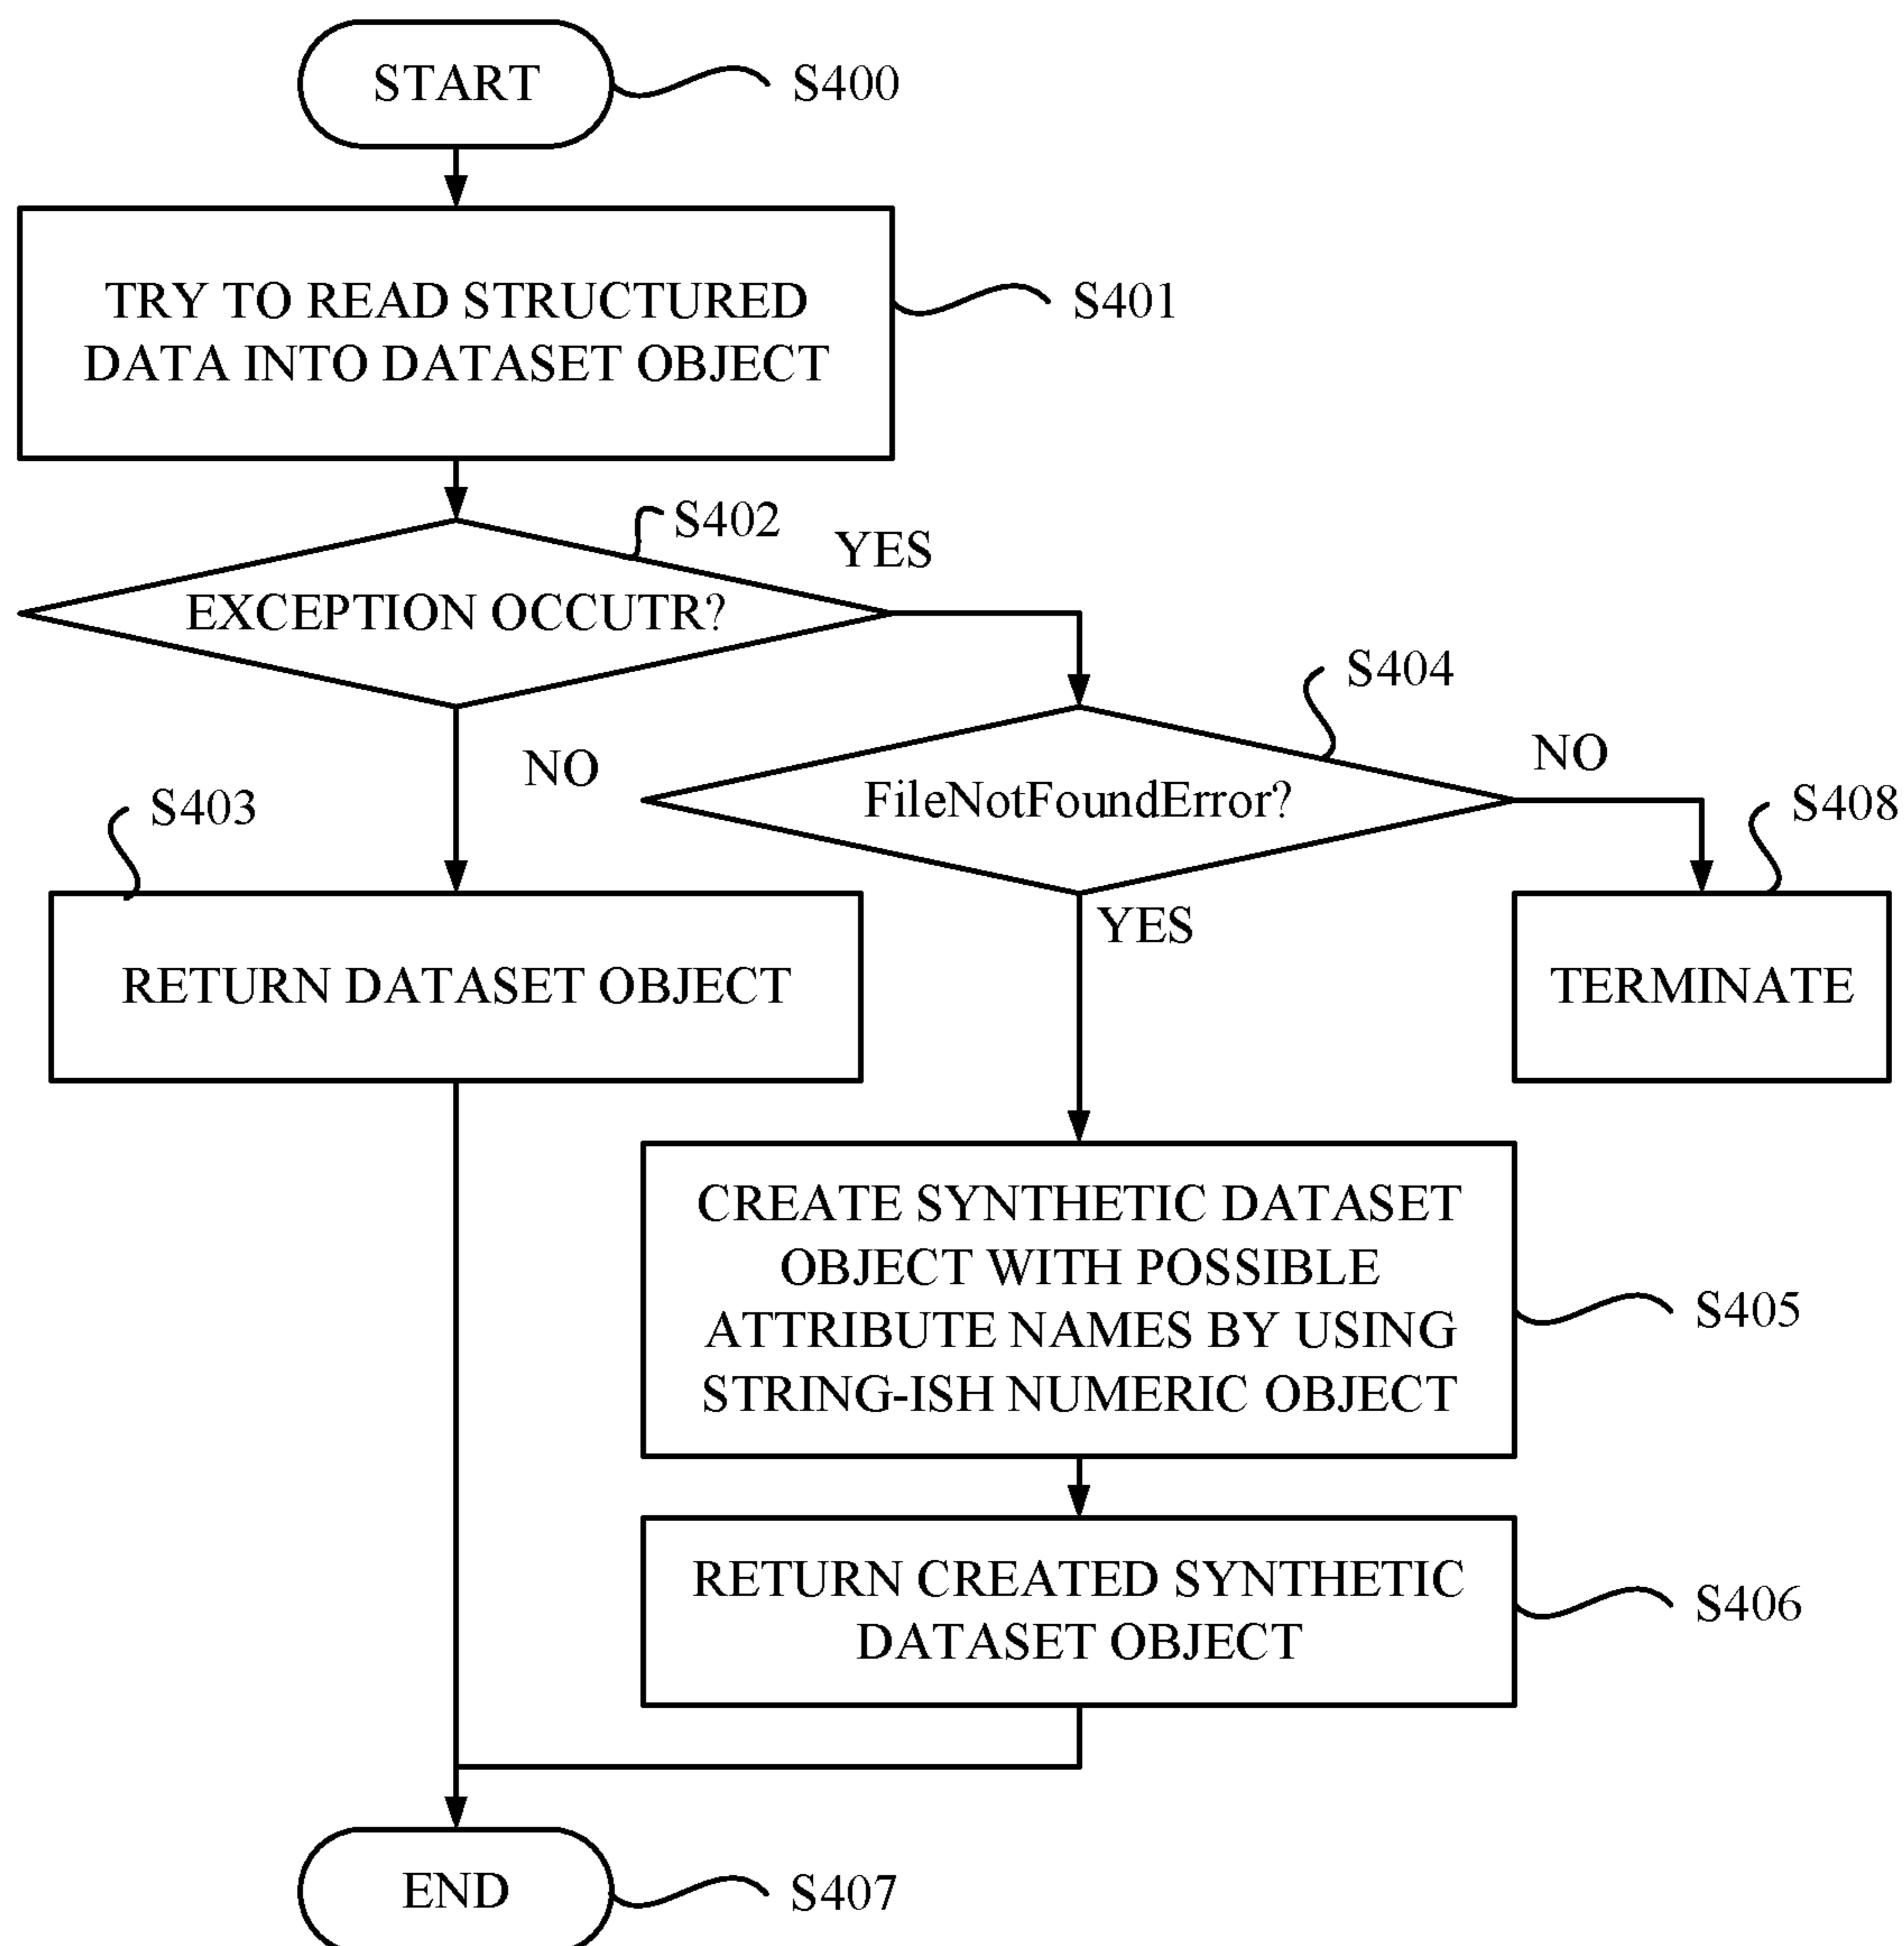 START
S400
TRY TO READ STRUCTURED
DATA INTO DATASET OBJECT
S401
S402
YES
EXCEPTION OCCUTR?
S404
NO
FileNotFoundError?
NO
S403
S408
YES
RETURN DATASET OBJECT
TERMINATE
CREATE SYNTHETIC DATASET
OBJECT WITH POSSIBLE
ATTRIBUTE NAMES BY USING
STRING-ISH NUMERIC OBJECT
S405
RETURN CREATED SYNTHETIC
DATASET OBJECT
S406
END
S407